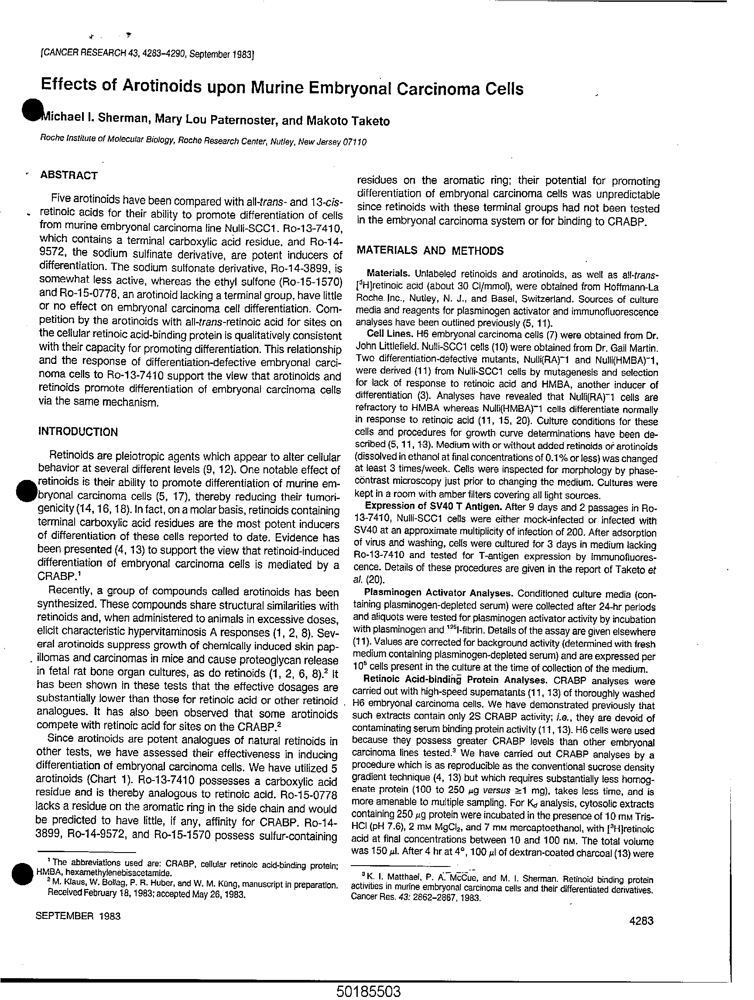 [CANCER RESEARCH 43, 4283–4290, September 1983]
Effects of Arotinoids upon Murine Embryonal Carcinoma Cells
Michael I. Sherman, Mary Lou Paternoster, and Makoto Taketo
Roche Institute of Molecular Biology, Roche Research Center, Nutley, New Jersey 07110
ABSTRACT
Five arotinoids have been compared with all-trans- and 13-cis-
retinoic acids for their ability to promote differentiation of cells
from murine embryonal carcinoma line Nulli-SCC1. Ro-13-7410,
which contains a terminal carboxylic acid residue, and Ro-14-
9572, the sodium sulfinate derivative, are potent inducers of
differentiation. The sodium sulfonate derivative, Ro-14-3899, is
somewhat less active, whereas the ethyl sulfone (Ro-15-1570)
and Ro-15-0778, an arotinoid lacking a terminal group, have little
or no effect on embryonal carcinoma cell differentiation. Com-
petition by the arotinoids with all-trans-retinoic acid for sites on
the cellular retinoic acid-binding protein is qualitatively consistent
with their capacity for promoting differentiation. This relationship
and the response of differentiation-defective embryonal carci-
noma cells to Ro-13-7410 support the view that arotinoids and
retinoids promote differentiation of embryonal carcinoma cells
via the same mechanism.
INTRODUCTION
Retinoids are pleiotropic agents which appear to alter cellular
behavior at several different levels (9, 12). One notable effect of
retinoids is their ability to promote differentiation of murine em-
bryonal carcinoma cells (5, 17), thereby reducing their tumori-
genicity (14, 16, 18). In fact, on a molar basis, retinoids containing
terminal carboxylic acid residues are the most potent inducers
of differentiation of these cells reported to date. Evidence has
been presented (4, 13) to support the view that retinoid-induced
differentiation of embryonal carcinoma cells is mediated by a
CRABP.¹
Recently, a group of compounds called arotinoids has been
synthesized. These compounds share structural similarities with
retinoids and, when administered to animals in excessive doses,
elicit characteristic hypervitaminosis A responses (1, 2, 8). Sev-
eral arotinoids suppress growth of chemically induced skin pap-
illomas and carcinomas in mice and cause proteoglycan release
in fetal rat bone organ cultures, as do retinoids (1, 2, 6, 8).² It
has been shown in these tests that the effective dosages are
substantially lower than those for retinoic acid or other retinoid
analogues. It has also been observed that some arotinoids
compete with retinoic acid for sites on the CRABP.²
Since arotinoids are potent analogues of natural retinoids in
other tests, we have assessed their effectiveness in inducing
differentiation of embryonal carcinoma cells. We have utilized 5
arotinoids (Chart 1). Ro-13-7410 possesses a carboxylic acid
residue and is thereby analogous to retinoic acid. Ro-15-0778
lacks a residue on the aromatic ring in the side chain and would
be predicted to have little, if any, affinity for CRABP. Ro-14-
3899, Ro-14-9572, and Ro-15-1570 possess sulfur-containing
¹ The abbreviations used are: CRABP, cellular retinoic acid-binding protein;
HMBA, hexamethylenebisacetamide.
² M. Klaus, W. Bollag, P. R. Huber, and W. M. Küng, manuscript in preparation.
Received February 18, 1983; accepted May 26, 1983.
residues on the aromatic ring; their potential for promoting
differentiation of embryonal carcinoma cells was unpredictable
since retinoids with these terminal groups had not been tested
in the embryonal carcinoma system or for binding to CRABP.
MATERIALS AND METHODS
Materials. Unlabeled retinoids and arotinoids, as well as all-trans-
[³H]retinoic acid (about 30 Ci/mmol), were obtained from Hoffmann-La
Roche Inc., Nutley, N. J., and Basel, Switzerland. Sources of culture
media and reagents for plasminogen activator and immunofluorescence
analyses have been outlined previously (5, 11).
Cell Lines. H6 embryonal carcinoma cells (7) were obtained from Dr.
John Littlefield. Nulli-SCC1 cells (10) were obtained from Dr. Gail Martin.
Two differentiation-defective mutants, Nulli(RA)⁻1 and Nulli(HMBA)⁻1,
were derived (11) from Nulli-SCC1 cells by mutagenesis and selection
for lack of response to retinoic acid and HMBA, another inducer of
differentiation (3). Analyses have revealed that Nulli(RA)⁻1 cells are
refractory to HMBA whereas Nulli(HMBA)⁻1 cells differentiate normally
in response to retinoic acid (11, 15, 20). Culture conditions for these
cells and procedures for growth curve determinations have been de-
scribed (5, 11, 13). Medium with or without added retinoids or arotinoids
(dissolved in ethanol at final concentrations of 0.1% or less) was changed
at least 3 times/week. Cells were inspected for morphology by phase-
contrast microscopy just prior to changing the medium. Cultures were
kept in a room with amber filters covering all light sources.
Expression of SV40 T Antigen. After 9 days and 2 passages in Ro-
13-7410, Nulli-SCC1 cells were either mock-infected or infected with
SV40 at an approximate multiplicity of infection of 200. After adsorption
of virus and washing, cells were cultured for 3 days in medium lacking
Ro-13-7410 and tested for T-antigen expression by immunofluores-
cence. Details of these procedures are given in the report of Taketo et
al. (20).
Plasminogen Activator Analyses. Conditioned culture media (con-
taining plasminogen-depleted serum) were collected after 24-hr periods
and aliquots were tested for plasminogen activator activity by incubation
with plasminogen and ¹²⁵I-fibrin. Details of the assay are given elsewhere
(11). Values are corrected for background activity (determined with fresh
medium containing plasminogen-depleted serum) and are expressed per
10⁵ cells present in the culture at the time of collection of the medium.
Retinoic Acid-binding Protein Analyses. CRABP analyses were
carried out with high-speed supernatants (11, 13) of thoroughly washed
H6 embryonal carcinoma cells. We have demonstrated previously that
such extracts contain only 2S CRABP activity; i.e., they are devoid of
contaminating serum binding protein activity (11, 13). H6 cells were used
because they possess greater CRABP levels than other embryonal
carcinoma lines tested.³ We have carried out CRABP analyses by a
procedure which is as reproducible as the conventional sucrose density
gradient technique (4, 13) but which requires substantially less homog-
enate protein (100 to 250 μg versus ≥1 mg), takes less time, and is
more amenable to multiple sampling. For Kd analysis, cytosolic extracts
containing 250 μg protein were incubated in the presence of 10 mM Tris-
HCl (pH 7.6), 2 mM MgCl₂, and 7 mM mercaptoethanol, with [³H]retinoic
acid at final concentrations between 10 and 100 nM. The total volume
was 150 μl. After 4 hr at 4°, 100 μl of dextran-coated charcoal (13) were
³ K. I. Matthaei, P. A. McCue, and M. I. Sherman. Retinoid binding protein
activities in murine embryonal carcinoma cells and their differentiated derivatives.
Cancer Res. 43: 2862–2867, 1983.
SEPTEMBER 1983
4283
50185503